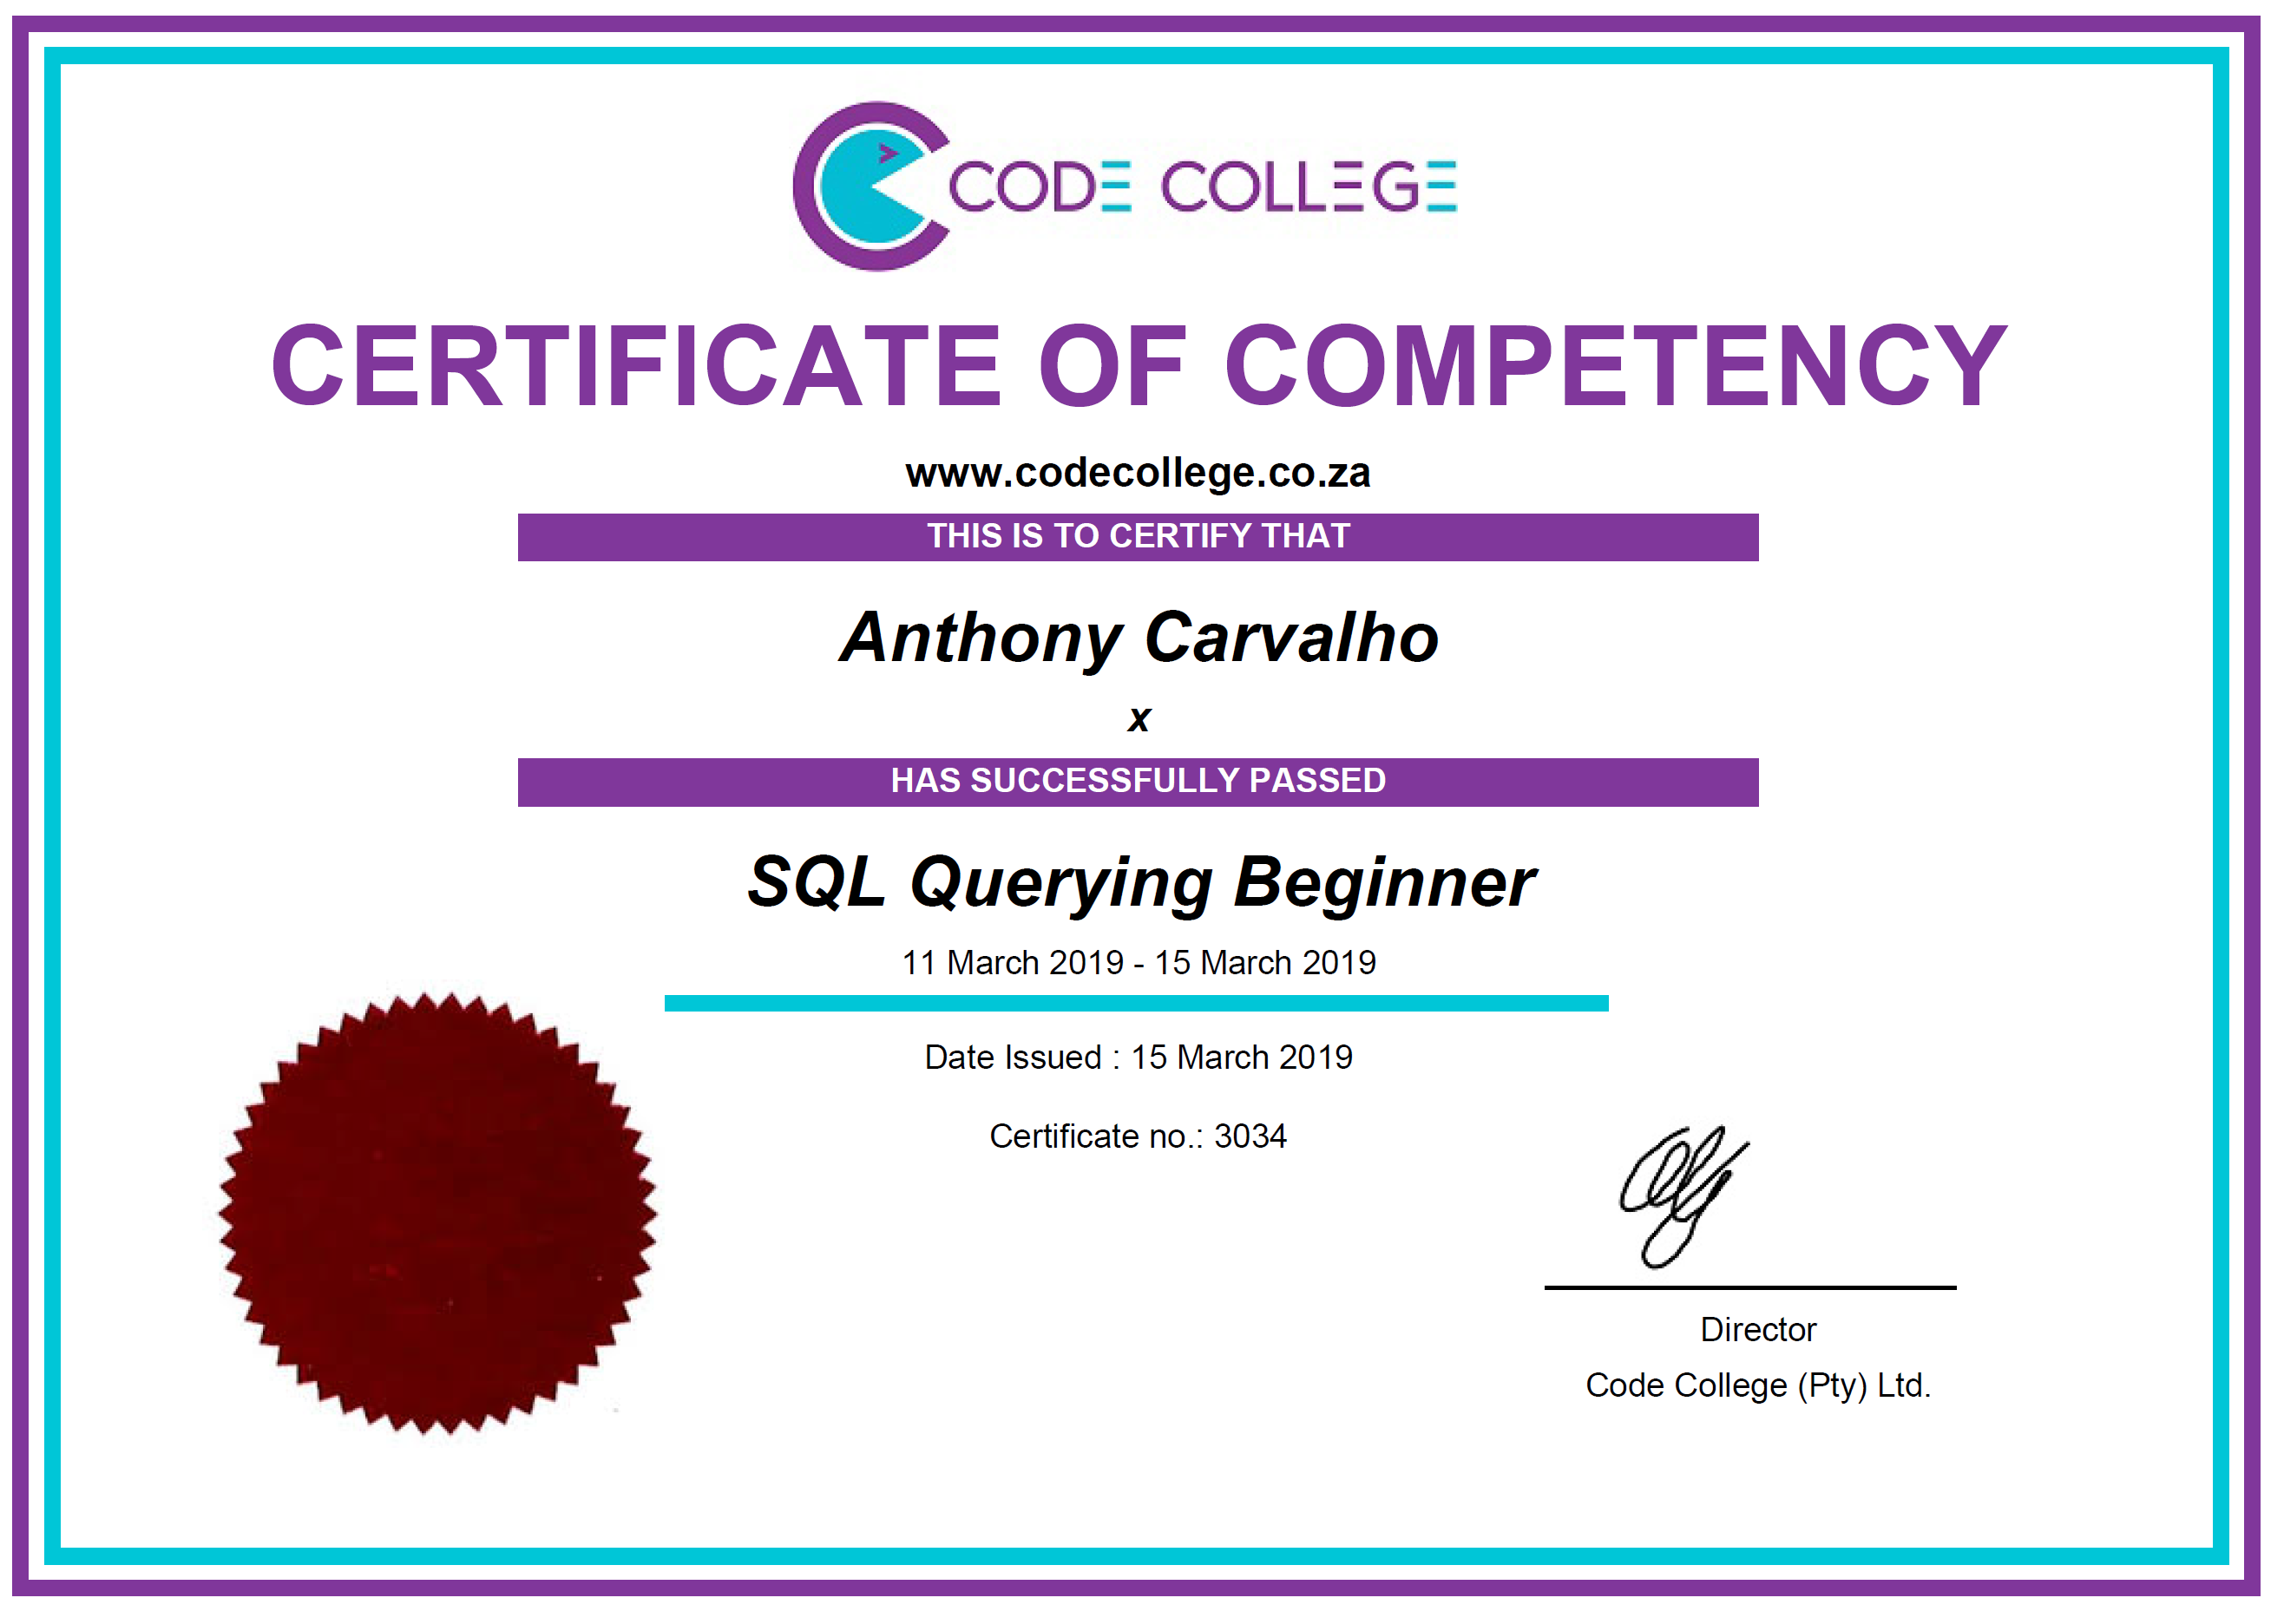 CODE COLLEGE
CERTIFICATE OF COMPETENCY
www.codecollege.co.za
THIS IS TO CERTIFY THAT
Anthony Carvalho
x
HAS SUCCESSFULLY PASSED
SQL Querying Beginner
11 March 2019 - 15 March 2019
Date Issued : 15 March 2019
Certificate no.: 3034
Director
Code College (Pty) Ltd.